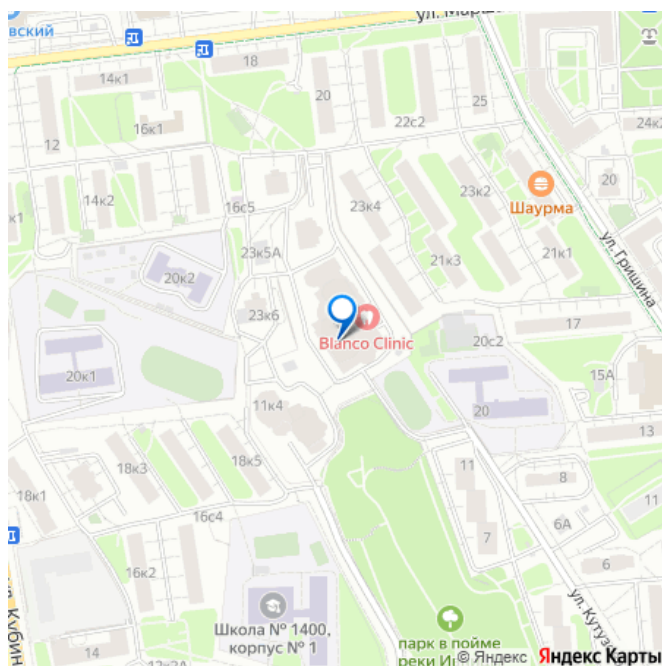 вский
ул. Марш
18
14к1
20
25
24к2
16к1
12
22с2
20
23к2
14к2
Шаурма
16с5
23к4
к1
ул. Гришина
23к5А
21к3
21к1
20к2
23к6
17
Blanco Clinic
20с2
20к1
15А
11к4
20
13
18к3
18к5
11
8
18к1
11
16с4
6А
7
6
16к2
ул. Кутуз
Школа № 1400,
корпус № 1
парк в пойме
реки И
© Яндекс
Яндекс Карты